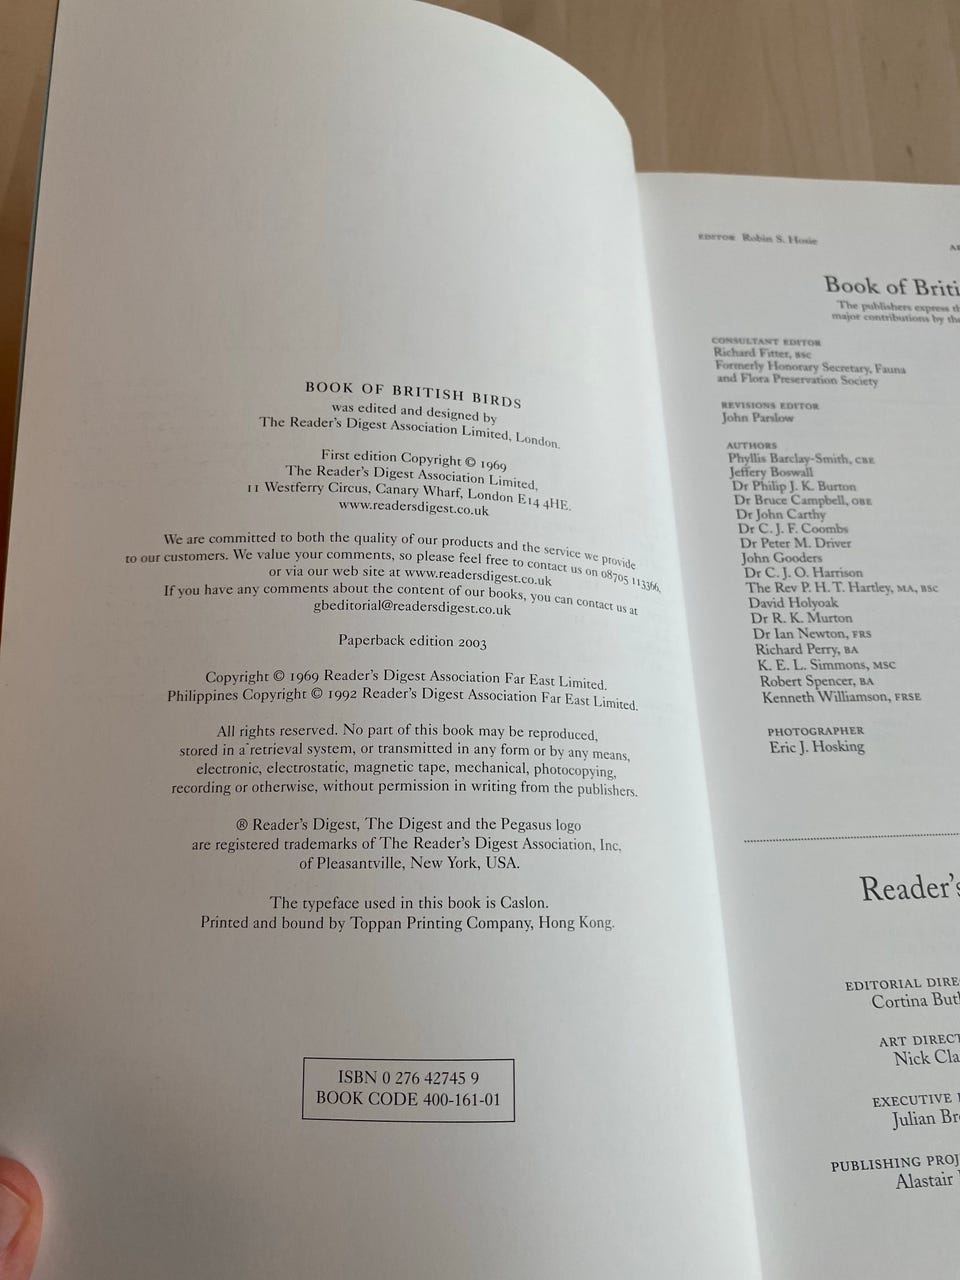 BOOK OF BRITISH BIRDS
was edited and designed by
The Reader's Digest Association Limited, London.
First edition Copyright © 1969
The Reader's Digest Association Limited,
11 Westferry Circus, Canary Wharf, London E14 4HE.
www.readersdigest.co.uk
We are committed to both the quality of our products and the service we provide
to our customers. We value your comments, so please feel free to contact us on 08705 113366,
or via our web site at www.readersdigest.co.uk
If you have any comments about the content of our books, you can contact us at
gbeditorial@readersdigest.co.uk
Paperback edition 2003
Copyright © 1969 Reader's Digest Association Far East Limited.
Philippines Copyright © 1992 Reader's Digest Association Far East Limited.
All rights reserved. No part of this book may be reproduced,
stored in a retrieval system, or transmitted in any form or by any means,
electronic, electrostatic, magnetic tape, mechanical, photocopying,
recording or otherwise, without permission in writing from the publishers.
® Reader's Digest, The Digest and the Pegasus logo
are registered trademarks of The Reader's Digest Association, Inc,
of Pleasantville, New York, USA.
The typeface used in this book is Caslon.
Printed and bound by Toppan Printing Company, Hong Kong.
ISBN 0 276 42745 9
BOOK CODE 400-161-01
EDITOR Robin S. Hosie
Book of Briti
The publishers express th
major contributions by the
CONSULTANT EDITOR
Richard Fitter, BSC
Formerly Honorary Secretary, Fauna
and Flora Preservation Society
REVISIONS EDITOR
John Parslow
AUTHORS
Phyllis Barclay-Smith, CBE
Jeffery Boswall
Dr Philip J. K. Burton
Dr Bruce Campbell, OBE
Dr John Carthy
Dr C. J. F. Coombs
Dr Peter M. Driver
John Gooders
Dr C. J. O. Harrison
The Rev P. H. T. Hartley, MA, BSC
David Holyoak
Dr R. K. Murton
Dr Ian Newton, FRS
Richard Perry, BA
K. E. L. Simmons, MSC
Robert Spencer, BA
Kenneth Williamson, FRSE
PHOTOGRAPHER
Eric J. Hosking
Reader's
EDITORIAL DIRE
Cortina Butl
ART DIRECT
Nick Cla
EXECUTIVE
Julian Br
PUBLISHING PROJ
Alastair